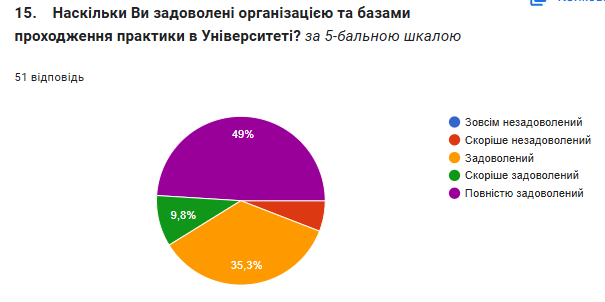 15. Наскільки Ви задоволені організацією та базами
проходження практики в Університеті? за 5-бальною шкалою
51 відповідь
49%
9,8%
35,3%
Зовсім незадоволений
Скоріше незадоволений
Задоволений
Скоріше задоволений
Повністю задоволений